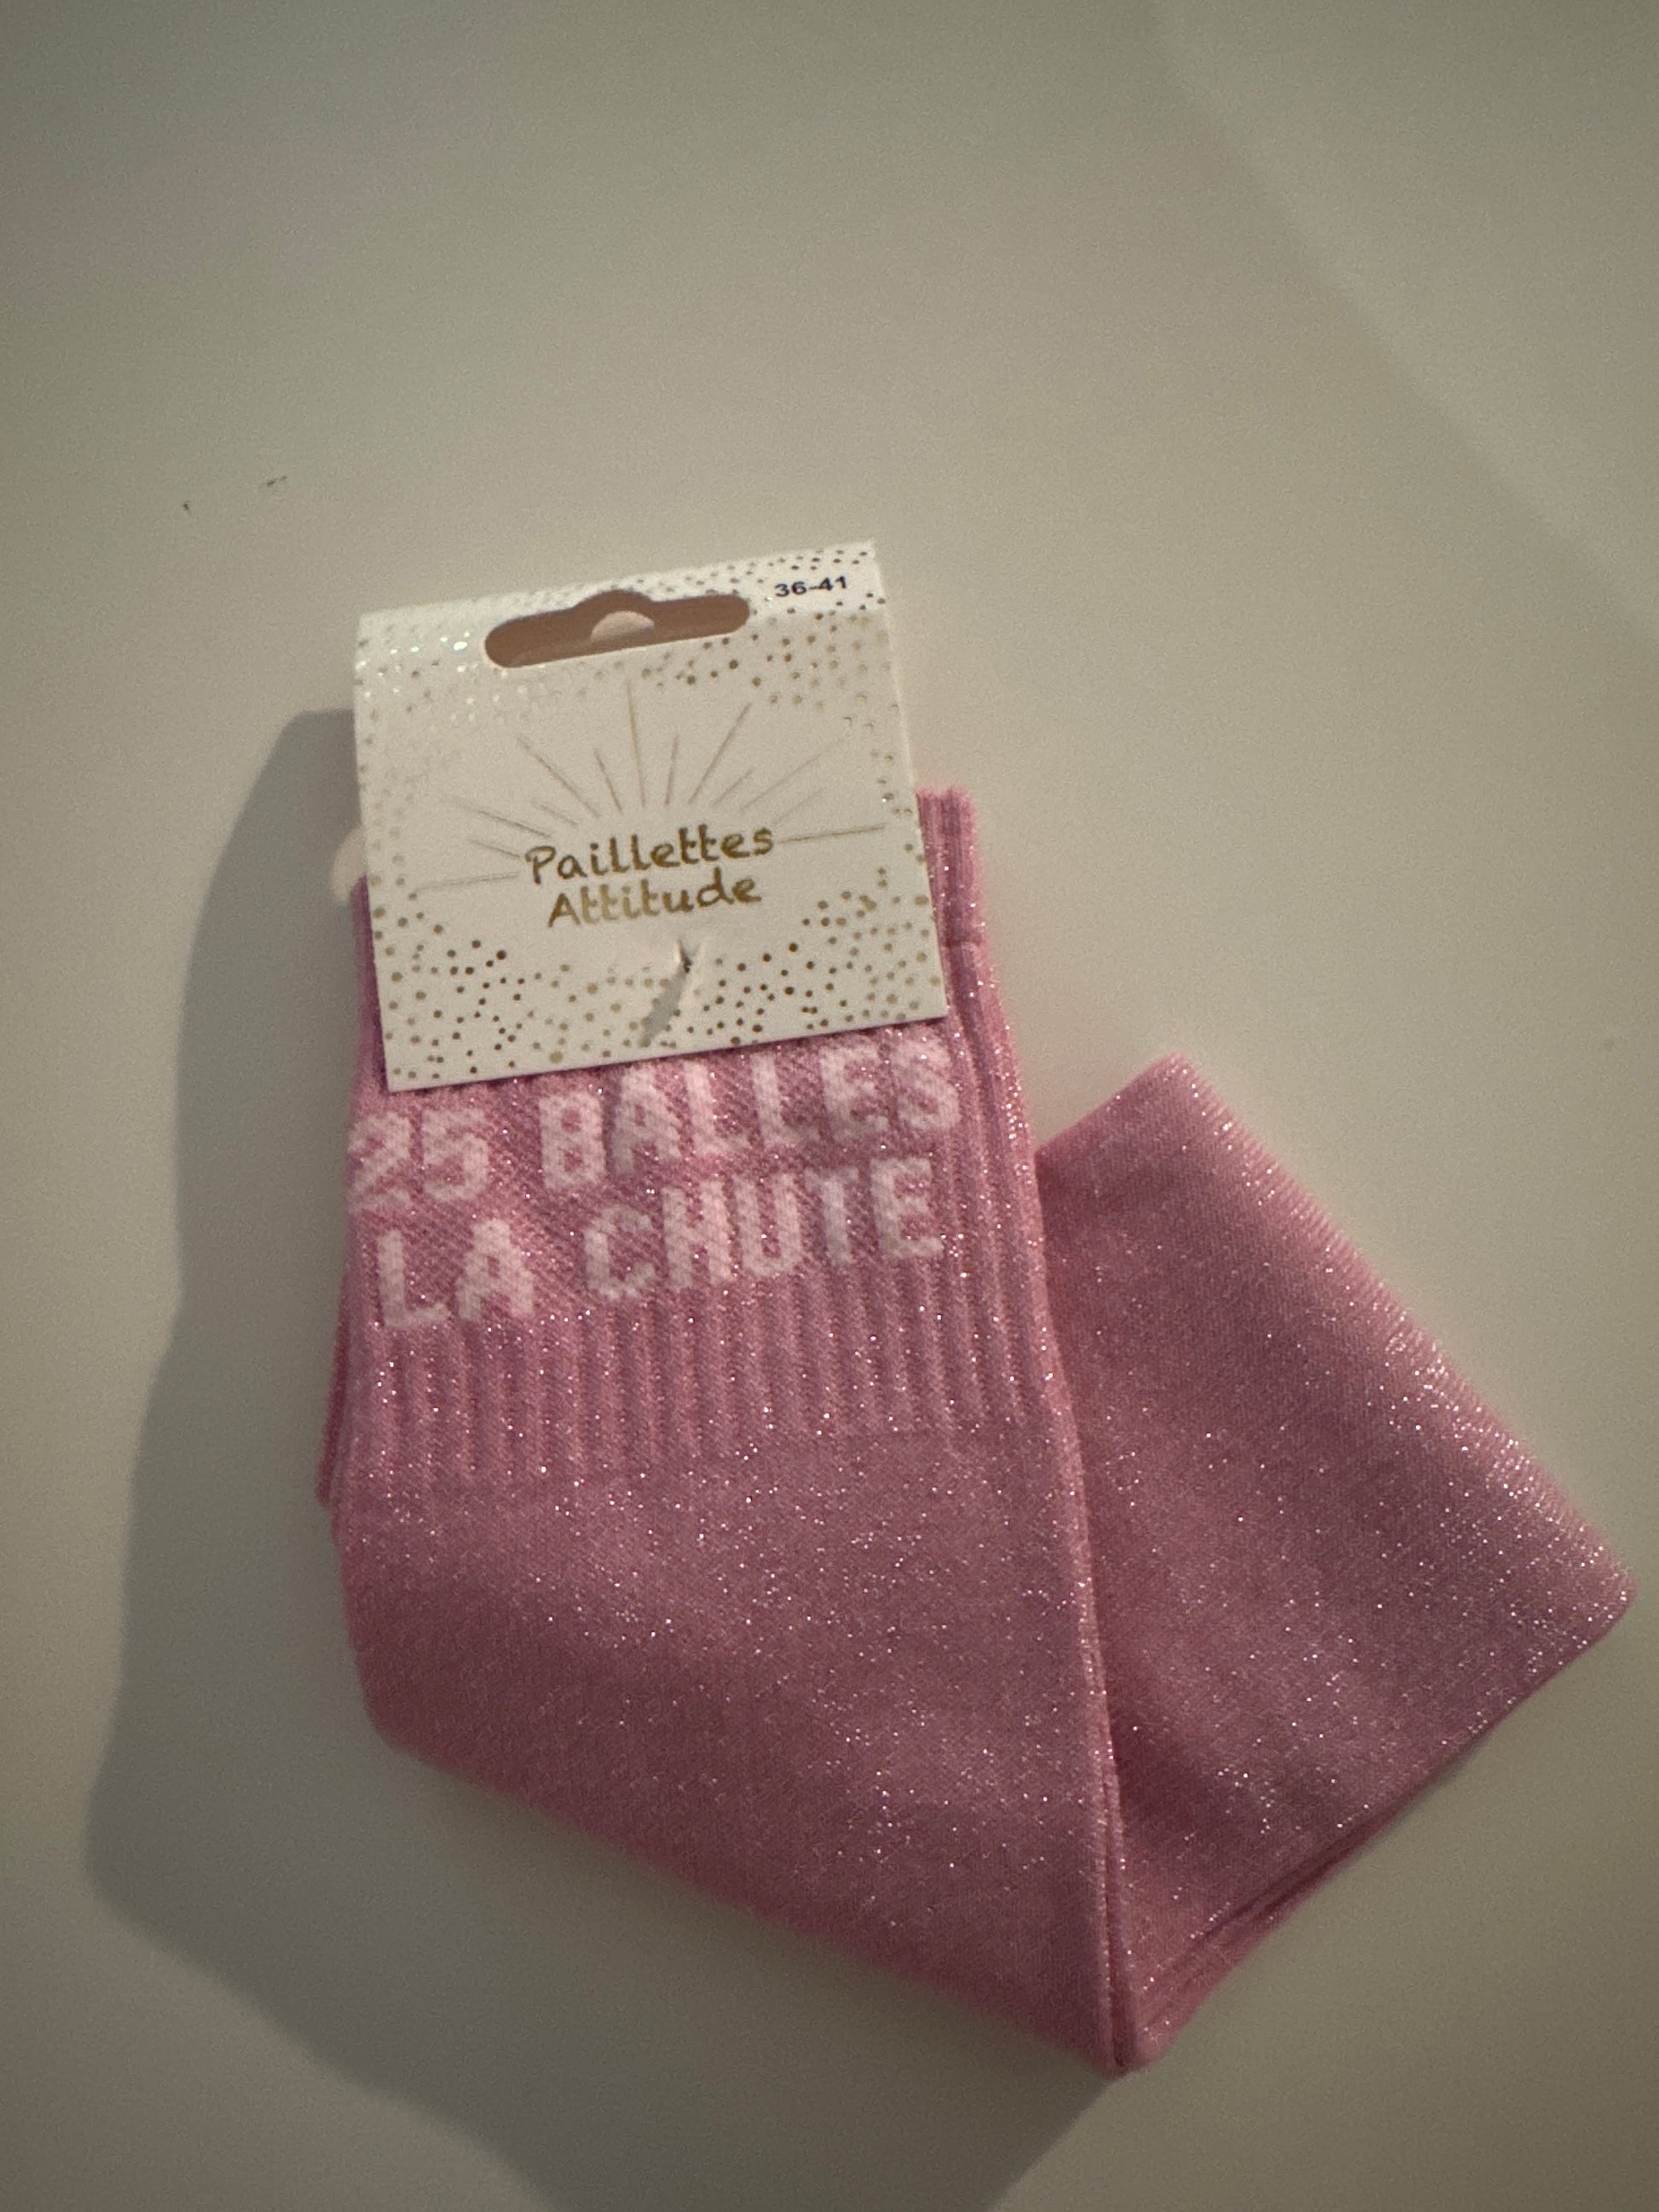 36-41
Paillettes
Attitude
25 BALLES
LA CHUTE